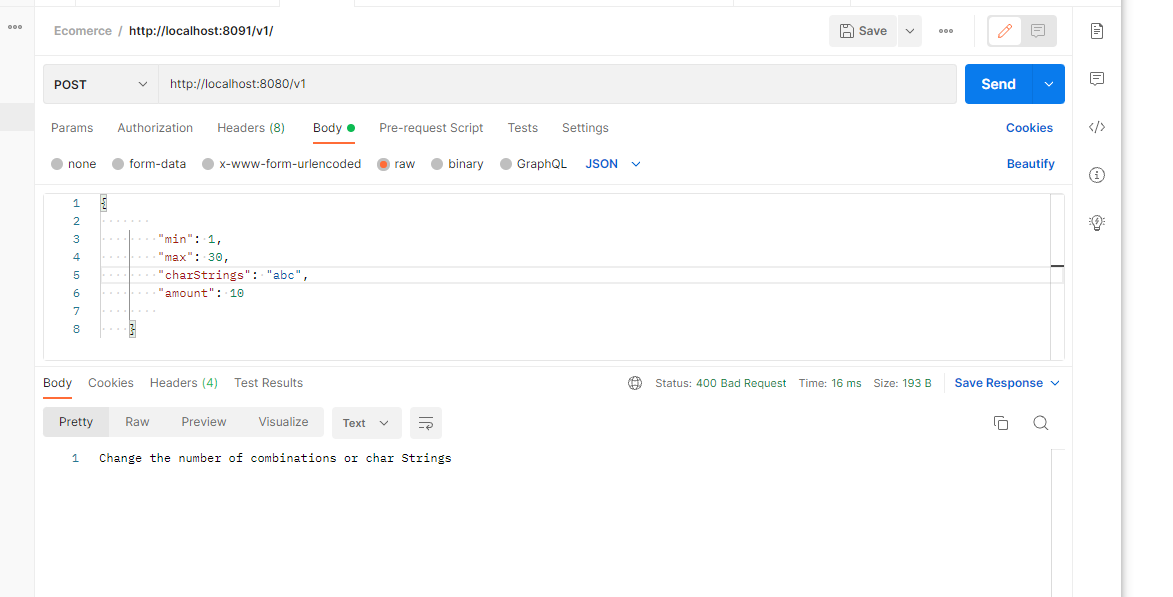 Ecomerce / http://localhost:8091/v1/
Save
POST
http://localhost:8080/v1
Send
Params Authorization Headers (8) Body Pre-request Script Tests Settings Cookies
none form-data x-www-form-urlencoded raw binary GraphQL JSON Beautify
1 {
2
3 "min": 1,
4 "max": 30,
5 "charStrings": "abc",
6 "amount": 10
7
8 }
Body Cookies Headers (4) Test Results Status: 400 Bad Request Time: 16 ms Size: 193 B Save Response
Pretty Raw Preview Visualize Text
1 Change the number of combinations or char Strings